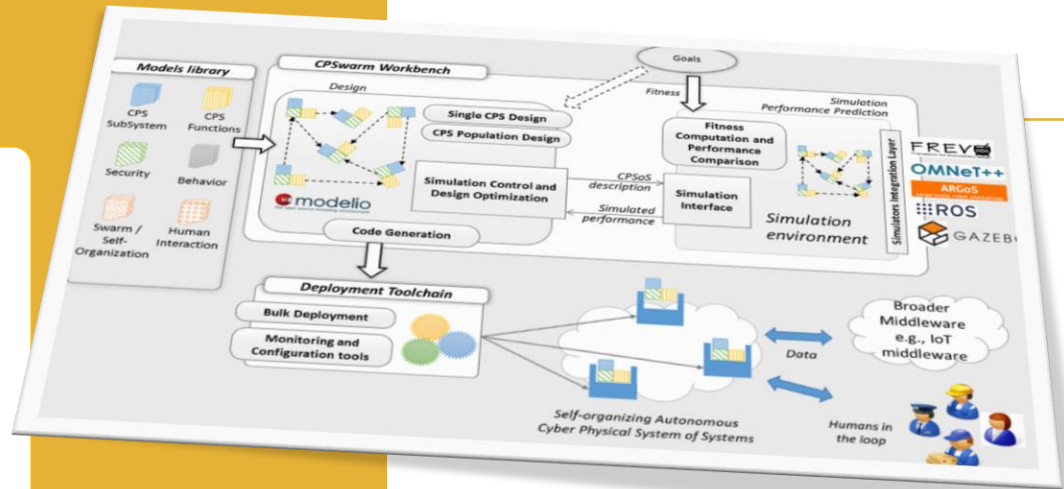 Models library
CPS
SubSystem
CPS
Functions
Security
Behavior
Swarm /
Self-
Organization
Human
Interaction
CPSwarm Workbench
Design
Single CPS Design
CPS Population Design
Simulation Control and
Design Optimization
modelio
Code Generation
Goals
Fitness
Simulation
Performance Prediction
Fitness
Computation and
Performance
Comparison
CPSoS
description
Simulated
performance
Simulation
Interface
Simulation
environment
Simulators Integration Layer
FREVO
OMNeT++
ARGoS
ROS
GAZEBO
Deployment Toolchain
Bulk Deployment
Monitoring and
Configuration tools
Self-organizing Autonomous
Cyber Physical System of Systems
Data
Broader
Middleware
e.g., IoT
middleware
Humans in
the loop